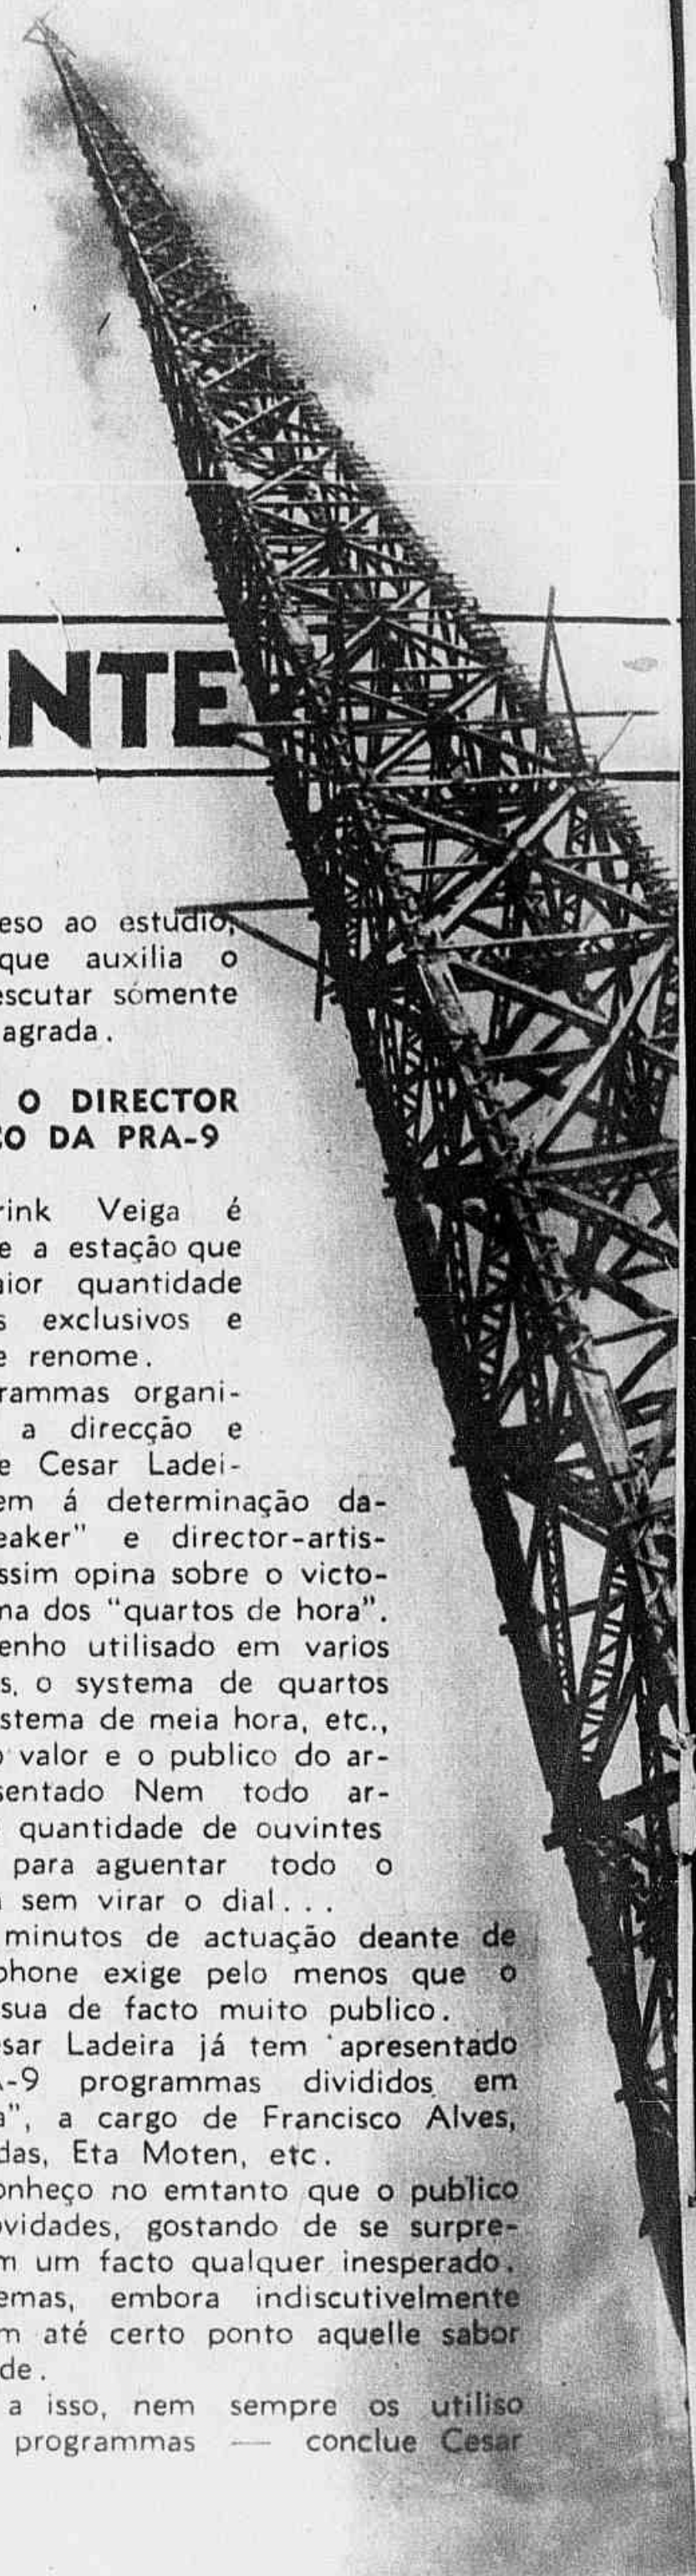 NTE
eso ao estudio,
que auxilia o
escutar sómente
agrada.
O DIRECTOR
CO DA PRA-9
rink Veiga é
e a estação que
aior quantidade
s exclusivos e
e renome.
rammas organi-
a direcção e
e Cesar Ladei-
em á determinação da-
eaker" e director-artis-
ssim opina sobre o victo-
ma dos "quartos de hora".
enho utilisado em varios
s, o systema de quartos
stema de meia hora, etc.,
o valor e o publico do ar-
sentado Nem todo ar-
quantidade de ouvintes
para aguentar todo o
sem virar o dial...
minutos de actuação deante de
phone exige pelo menos que o
sua de facto muito publico.
sar Ladeira já tem apresentado
A-9 programmas divididos em
a", a cargo de Francisco Alves,
das, Eta Moten, etc.
onheço no emtanto que o publico
ovidades, gostando de se surpre-
m um facto qualquer inesperado.
emas, embora indiscutivelmente
m até certo ponto aquelle sabor
de.
a isso, nem sempre os utiliso
programmas — conclue Cesar